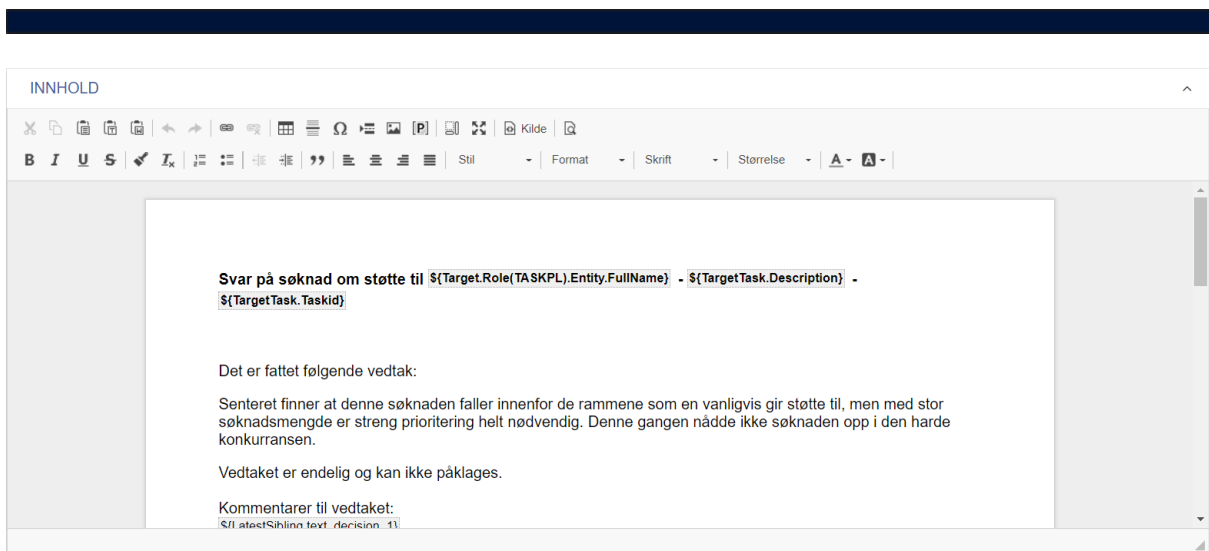 INNHOLD
Kilde
B I U S Stil Format Skrift Størrelse A A
Svar på søknad om støtte til ${Target.Role(TASKPL).Entity.FullName} - ${TargetTask.Description} -
${TargetTask.Taskid}
Det er fattet følgende vedtak:
Senteret finner at denne søknaden faller innenfor de rammene som en vanligvis gir støtte til, men med stor
søknadsmengde er streng prioritering helt nødvendig. Denne gangen nådde ikke søknaden opp i den harde
konkurransen.
Vedtaket er endelig og kan ikke påklages.
Kommentarer til vedtaket:
${LatestSibling.text_decision_1}